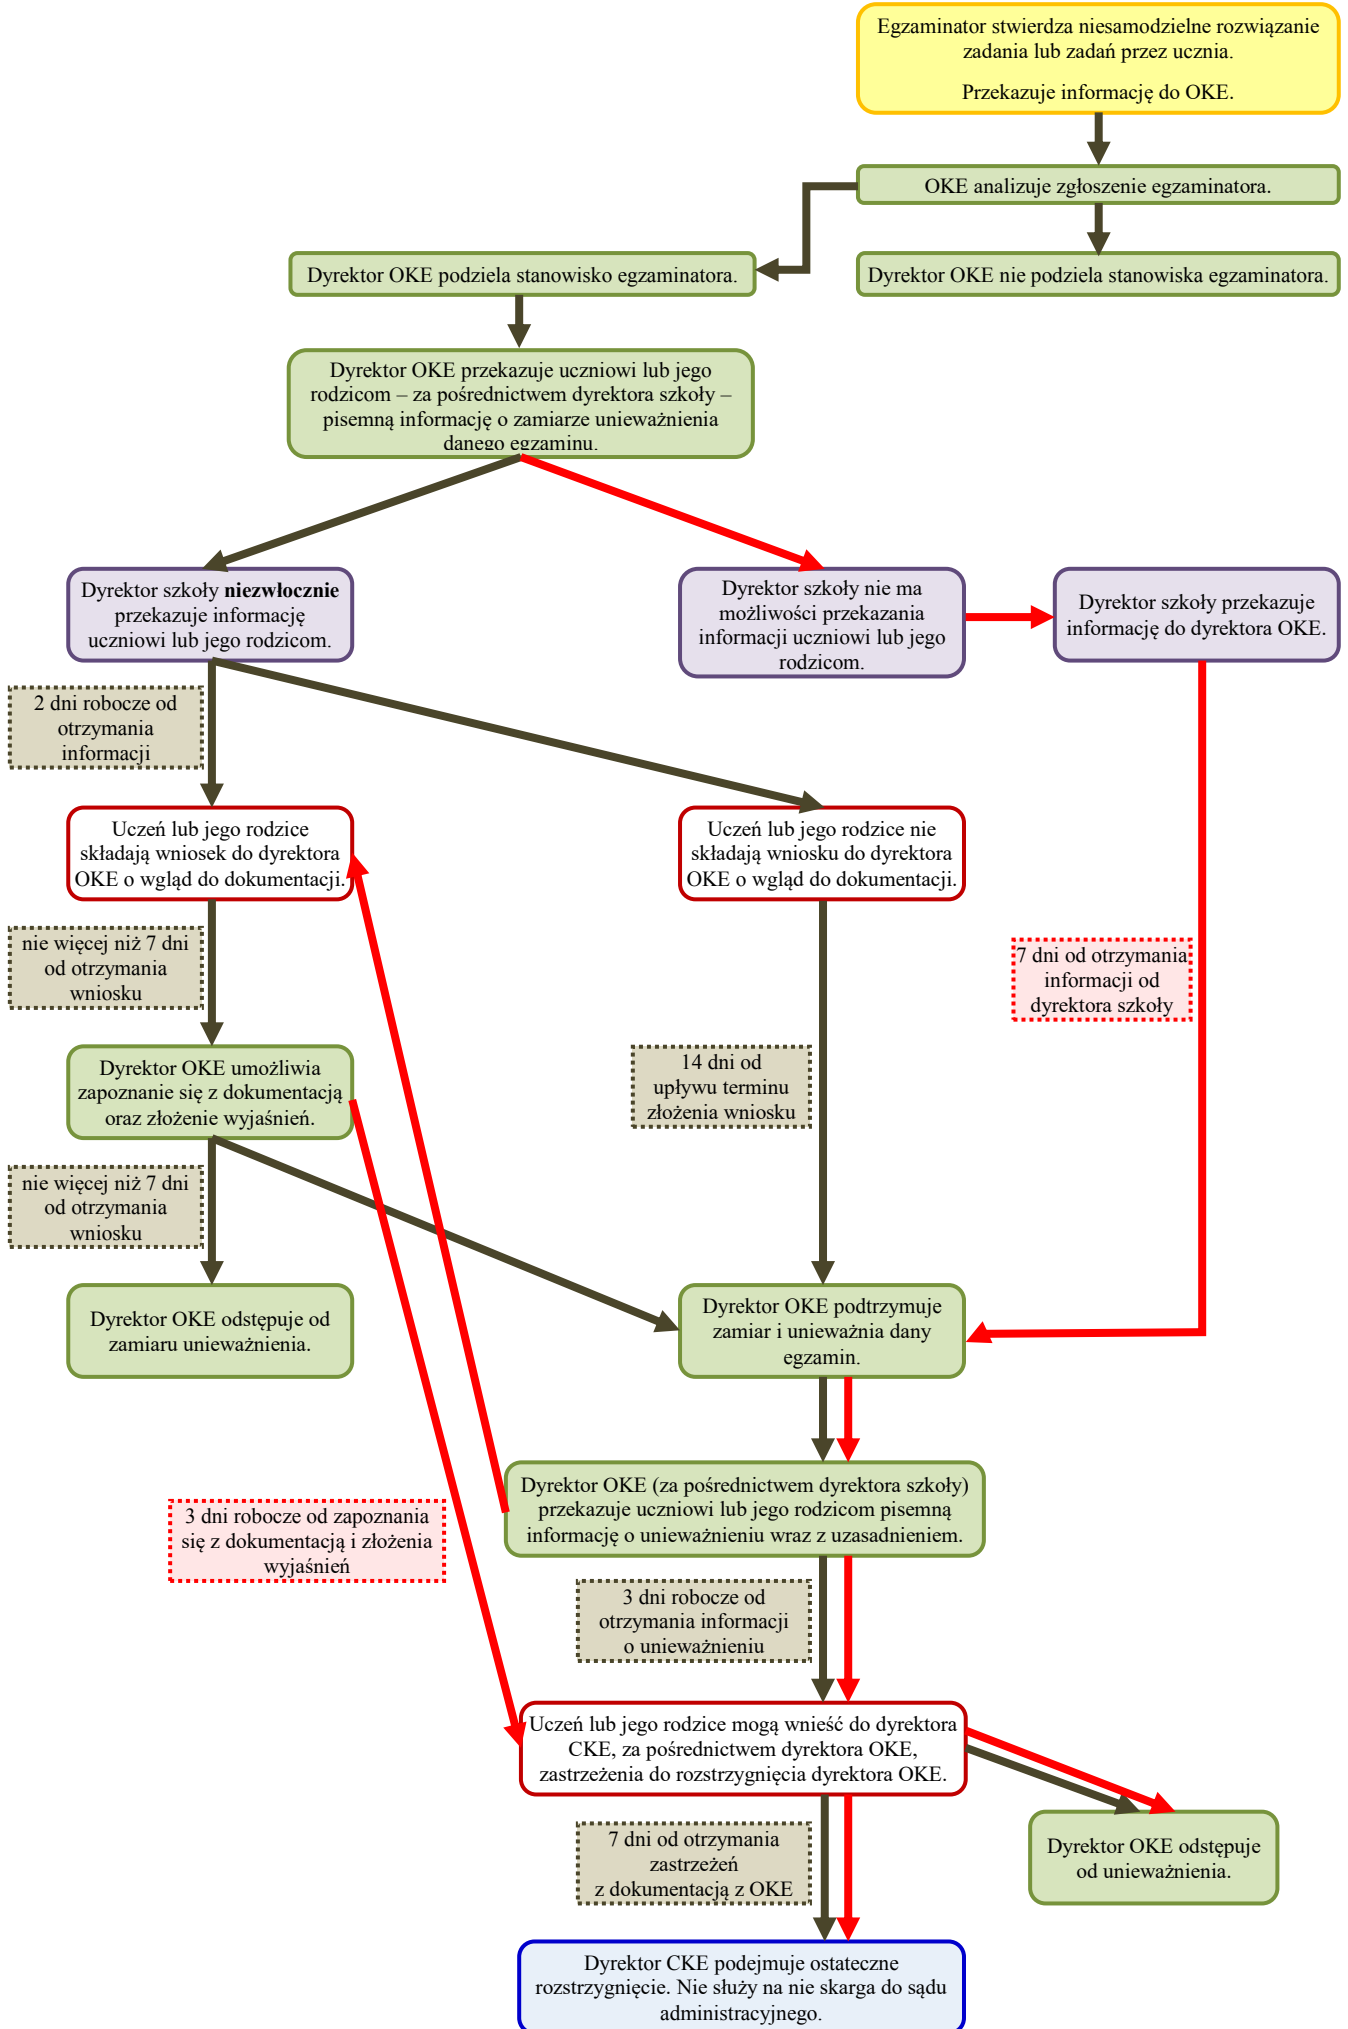 Egzaminator stwierdza niesamodzielne rozwiązanie
zadania lub zadań przez ucznia.
Przekazuje informację do OKE.
OKE analizuje zgłoszenie egzaminatora.
Dyrektor OKE podziela stanowisko egzaminatora.
Dyrektor OKE nie podziela stanowiska egzaminatora.
Dyrektor OKE przekazuje uczniowi lub jego
rodzicom – za pośrednictwem dyrektora szkoły –
pisemną informację o zamiarze unieważnienia
danego egzaminu.
Dyrektor szkoły niezwłocznie
przekazuje informację
uczniowi lub jego rodzicom.
Dyrektor szkoły nie ma
możliwości przekazania
informacji uczniowi lub jego
rodzicom.
Dyrektor szkoły przekazuje
informację do dyrektora OKE.
2 dni robocze od
otrzymania
informacji
Uczeń lub jego rodzice
składają wniosek do dyrektora
OKE o wgląd do dokumentacji.
Uczeń lub jego rodzice nie
składają wniosku do dyrektora
OKE o wgląd do dokumentacji.
nie więcej niż 7 dni
od otrzymania
wniosku
7 dni od otrzymania
informacji od
dyrektora szkoły
Dyrektor OKE umożliwia
zapoznanie się z dokumentacją
oraz złożenie wyjaśnień.
14 dni od
upływu terminu
złożenia wniosku
nie więcej niż 7 dni
od otrzymania
wniosku
Dyrektor OKE odstępuje od
zamiaru unieważnienia.
Dyrektor OKE podtrzymuje
zamiar i unieważnia dany
egzamin.
Dyrektor OKE (za pośrednictwem dyrektora szkoły)
przekazuje uczniowi lub jego rodzicom pisemną
informację o unieważnieniu wraz z uzasadnieniem.
3 dni robocze od zapoznania
się z dokumentacją i złożenia
wyjaśnień
3 dni robocze od
otrzymania informacji
o unieważnieniu
Uczeń lub jego rodzice mogą wnieść do dyrektora
CKE, za pośrednictwem dyrektora OKE,
zastrzeżenia do rozstrzygnięcia dyrektora OKE.
7 dni od otrzymania
zastrzeżeń
z dokumentacją z OKE
Dyrektor OKE odstępuje
od unieważnienia.
Dyrektor CKE podejmuje ostateczne
rozstrzygnięcie. Nie służy na nie skarga do sądu
administracyjnego.